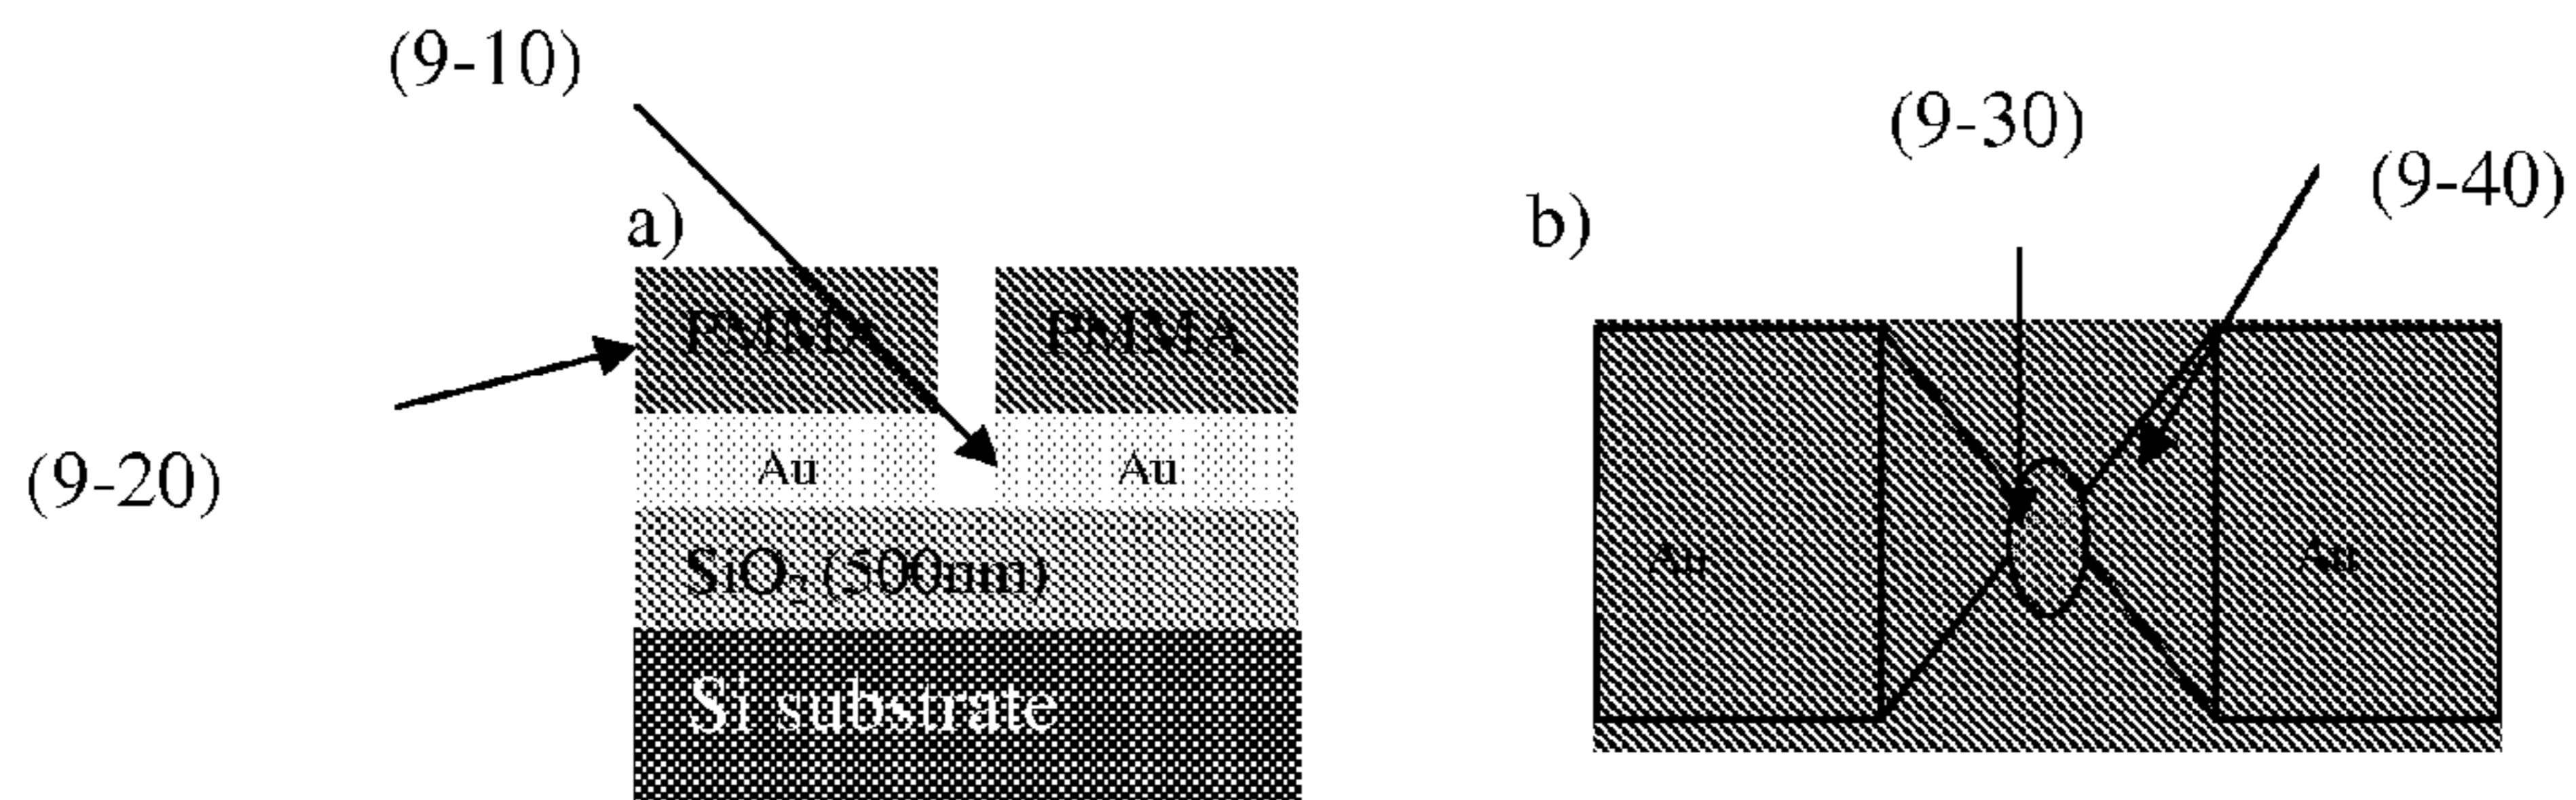 (9-10)
(9-30)
(9-40)
a)
b)
PMMA
PMMA
(9-20)
Au
Au
SiO₂ (500nm)
Au
Au
Si substrate